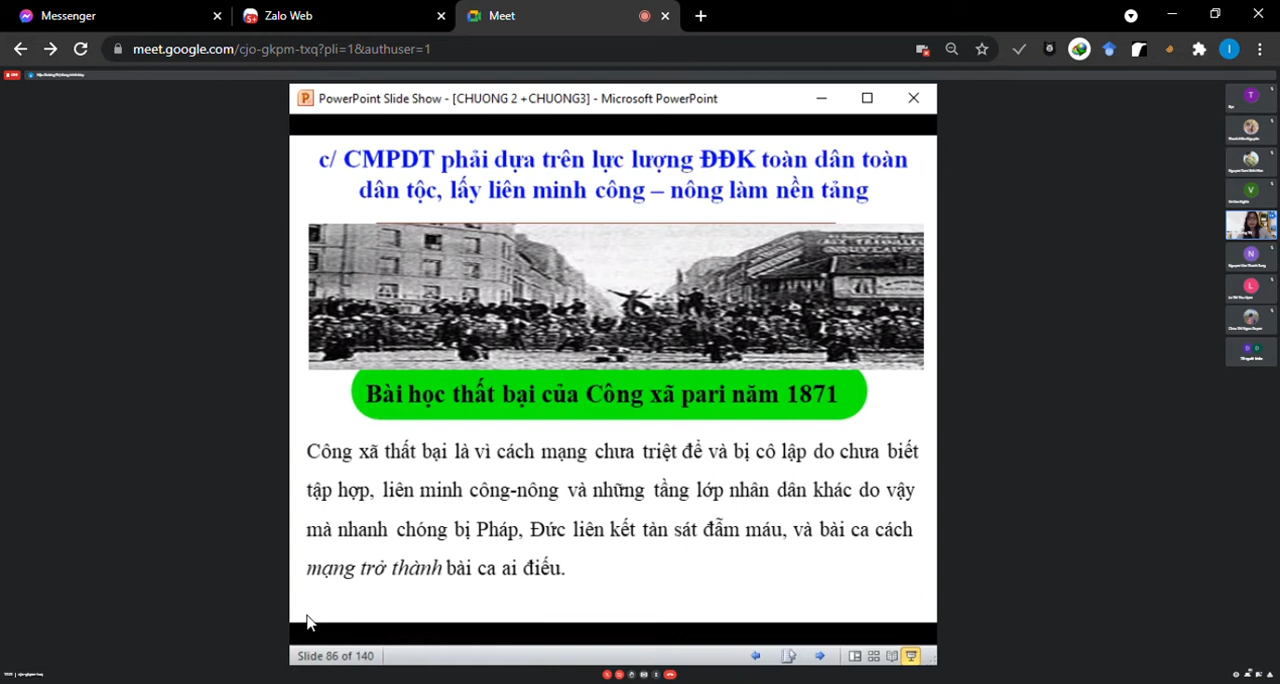 Messenger
Zalo Web
Meet
meet.google.com/cjo-gkpm-txq?pli=1&authuser=1
I
PowerPoint Slide Show - [CHUONG 2 +CHUONG3] - Microsoft PowerPoint
c/ CMPDT phải dựa trên lực lượng ĐĐK toàn dân toàn
dân tộc, lấy liên minh công – nông làm nền tảng
Bài học thất bại của Công xã pari năm 1871
Công xã thất bại là vì cách mạng chưa triệt để và bị cô lập do chưa biết
tập hợp, liên minh công-nông và những tầng lớp nhân dân khác do vậy
mà nhanh chóng bị Pháp, Đức liên kết tàn sát đẫm máu, và bài ca cách
mạng trở thành bài ca ai điếu.
Slide 86 of 140
T
V
N
L
D
D